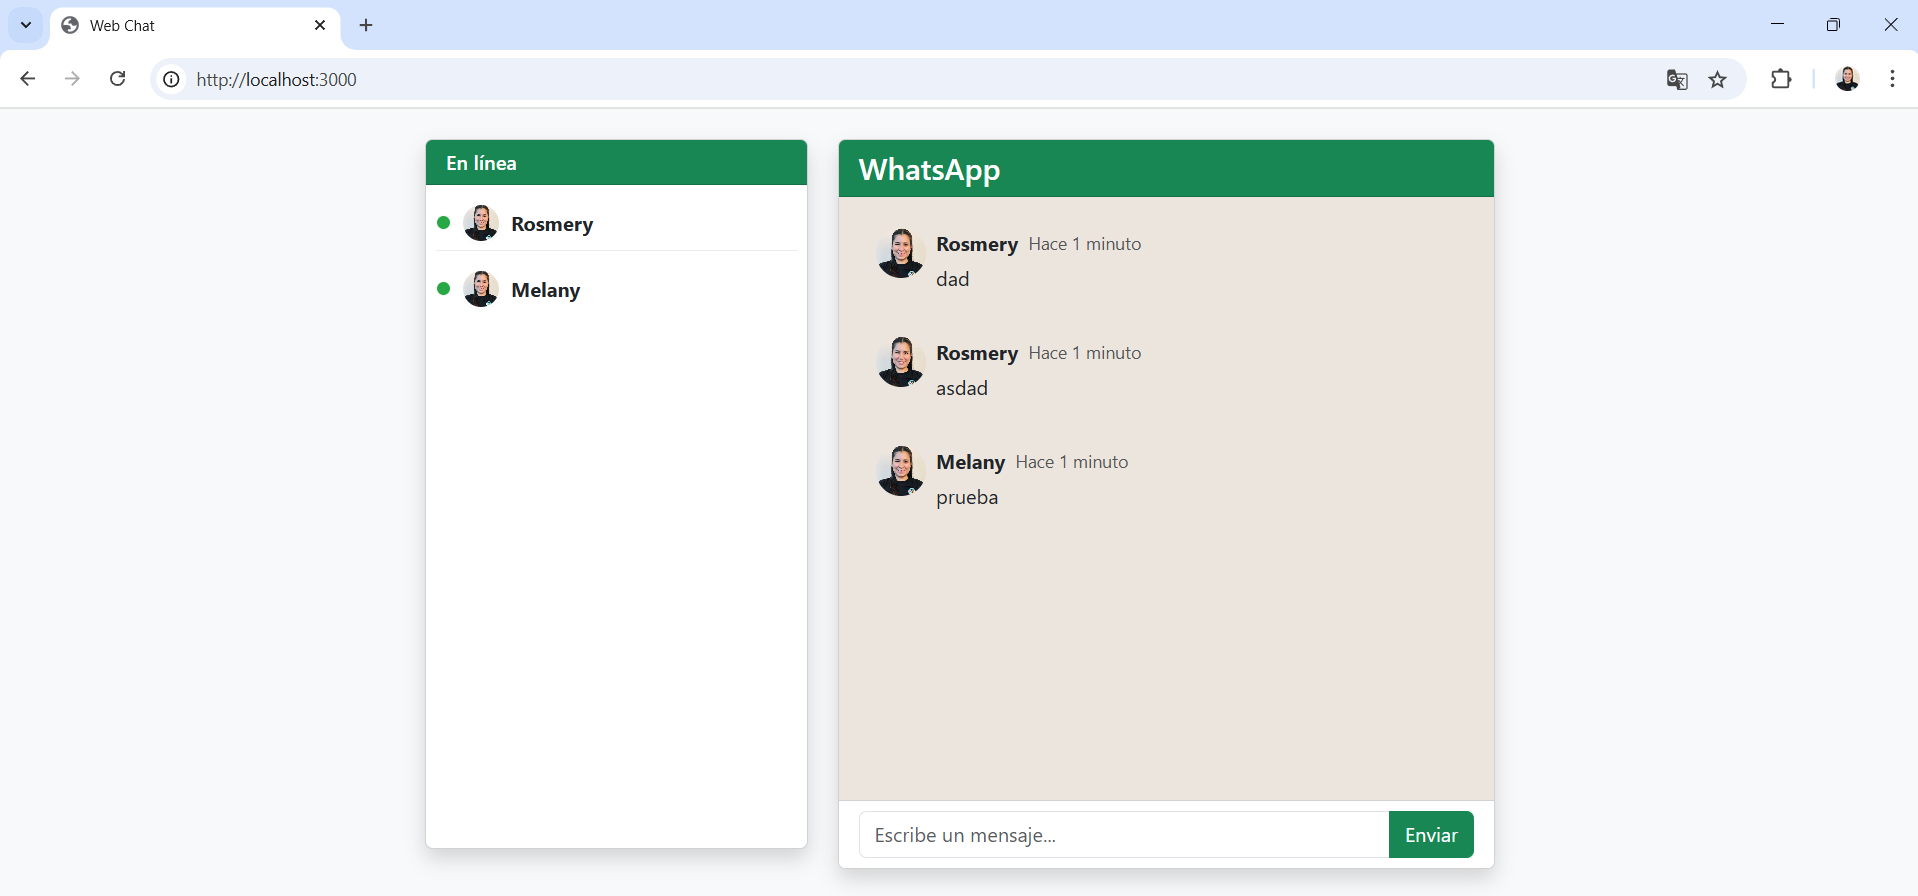 Web Chat
http://localhost:3000
En línea
Rosmery
Melany
WhatsApp
Rosmery Hace 1 minuto
dad
Rosmery Hace 1 minuto
asdad
Melany Hace 1 minuto
prueba
Escribe un mensaje...
Enviar